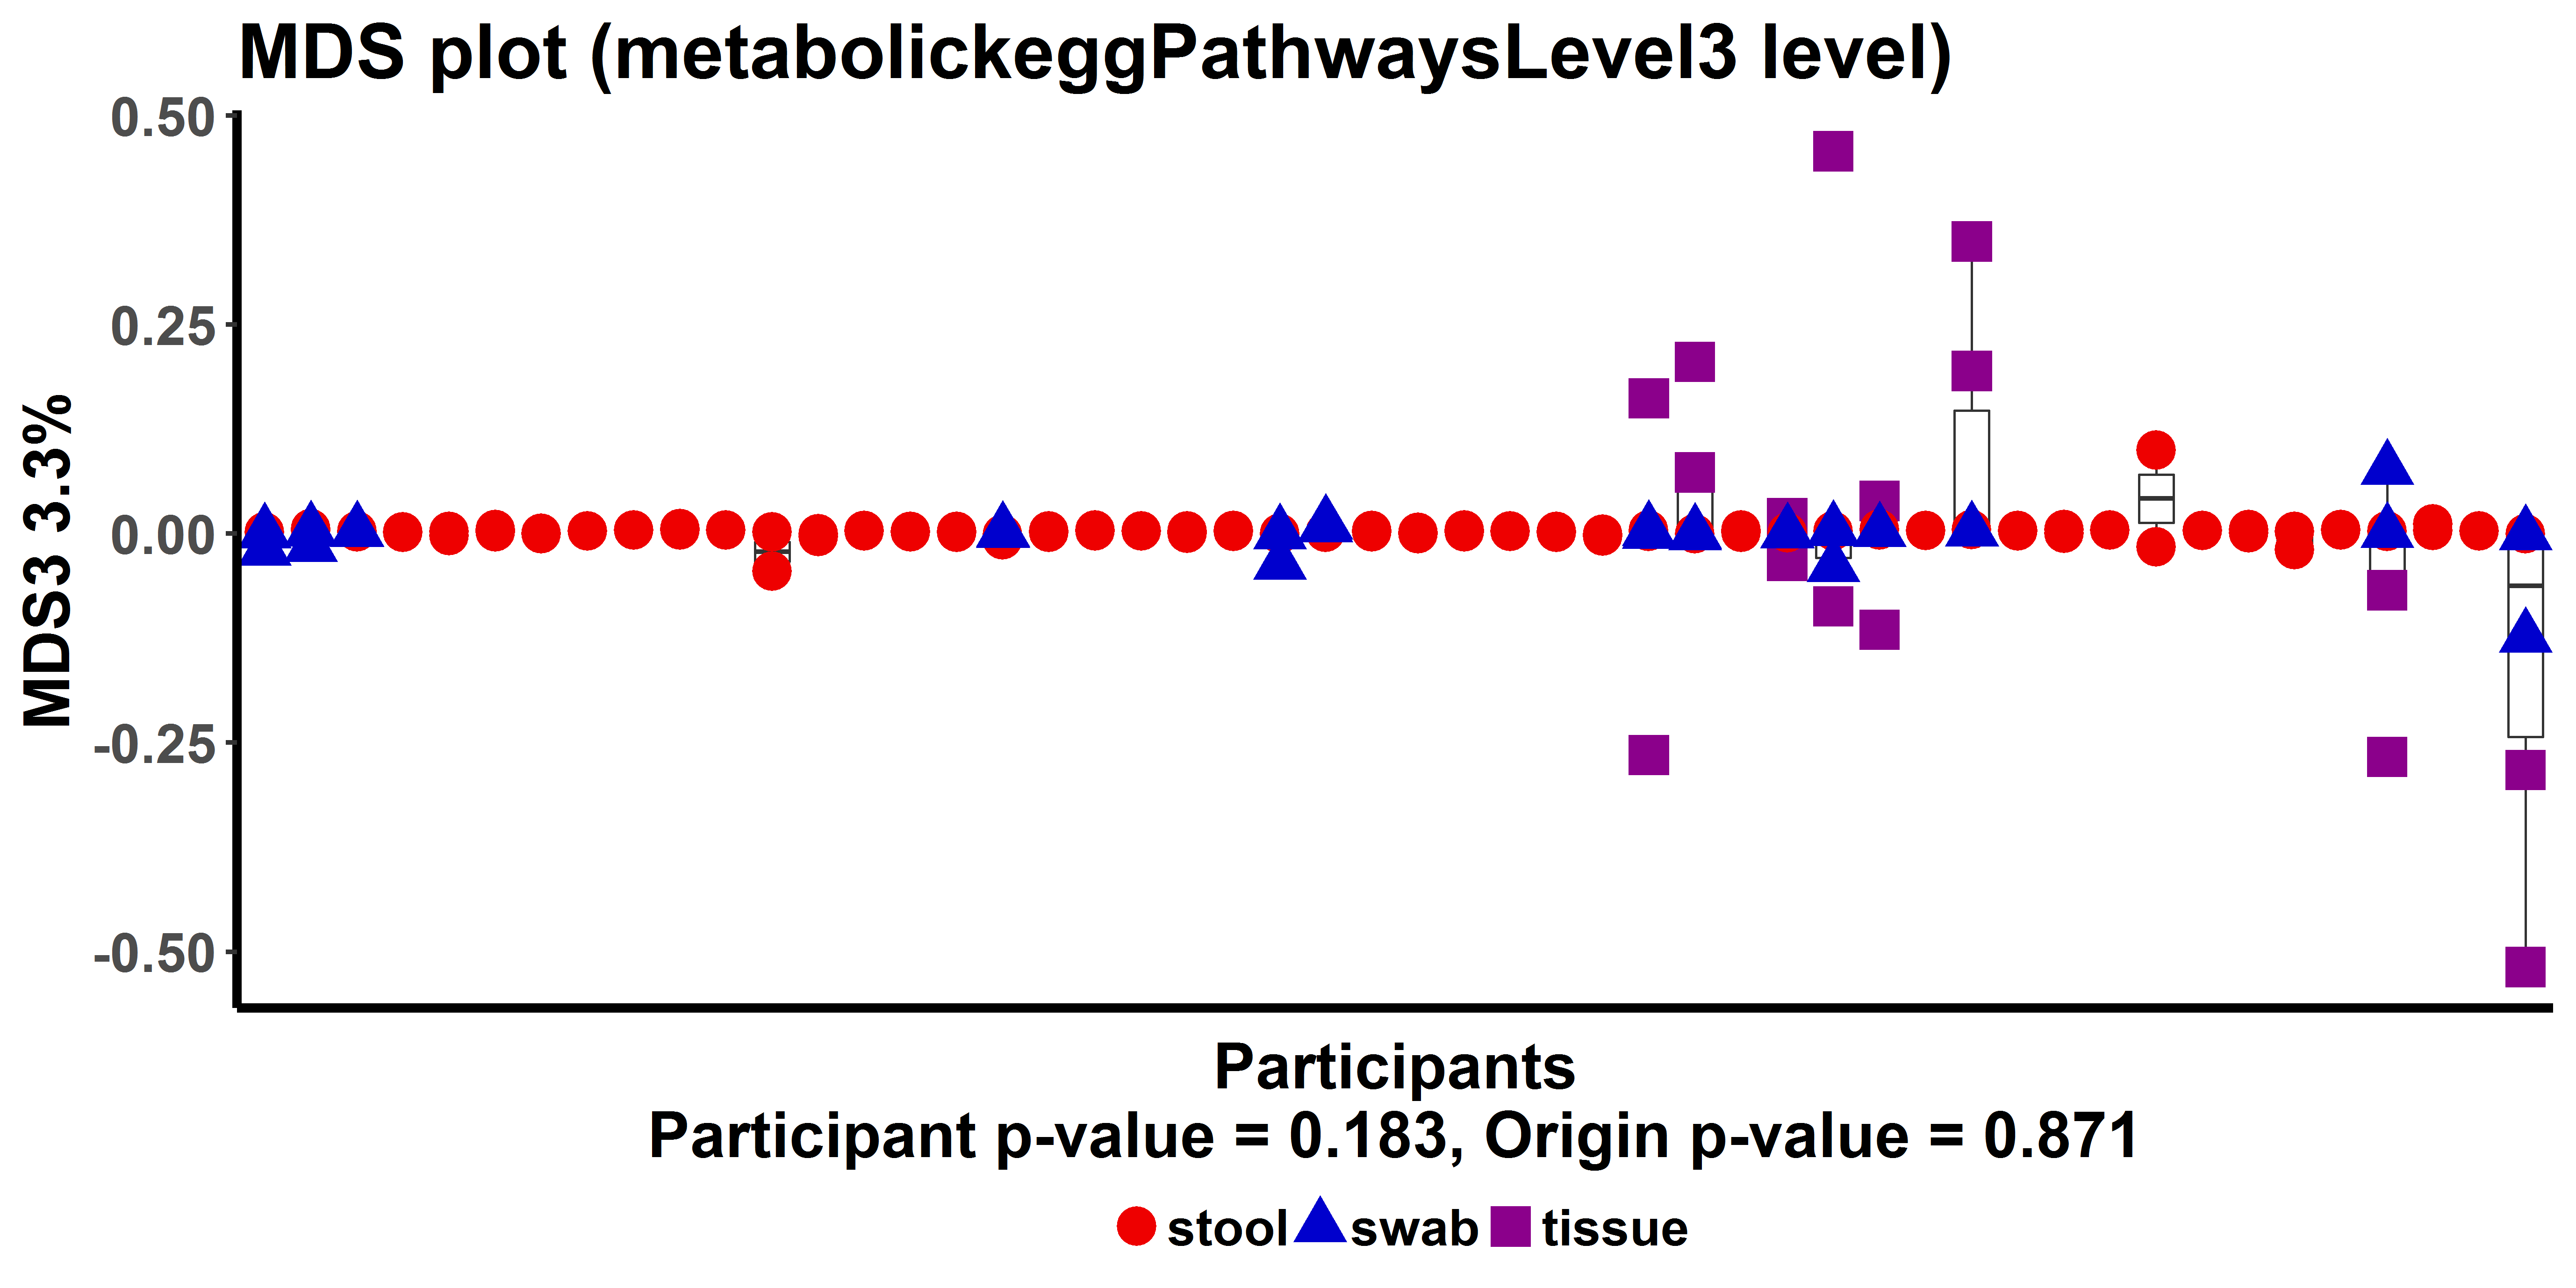 MDS plot (metabolickeggPathwaysLevel3 level)
0.50
0.25
0.00
-0.25
-0.50
MDS3 3.3%
Participants
Participant p-value = 0.183, Origin p-value = 0.871
stool swab tissue